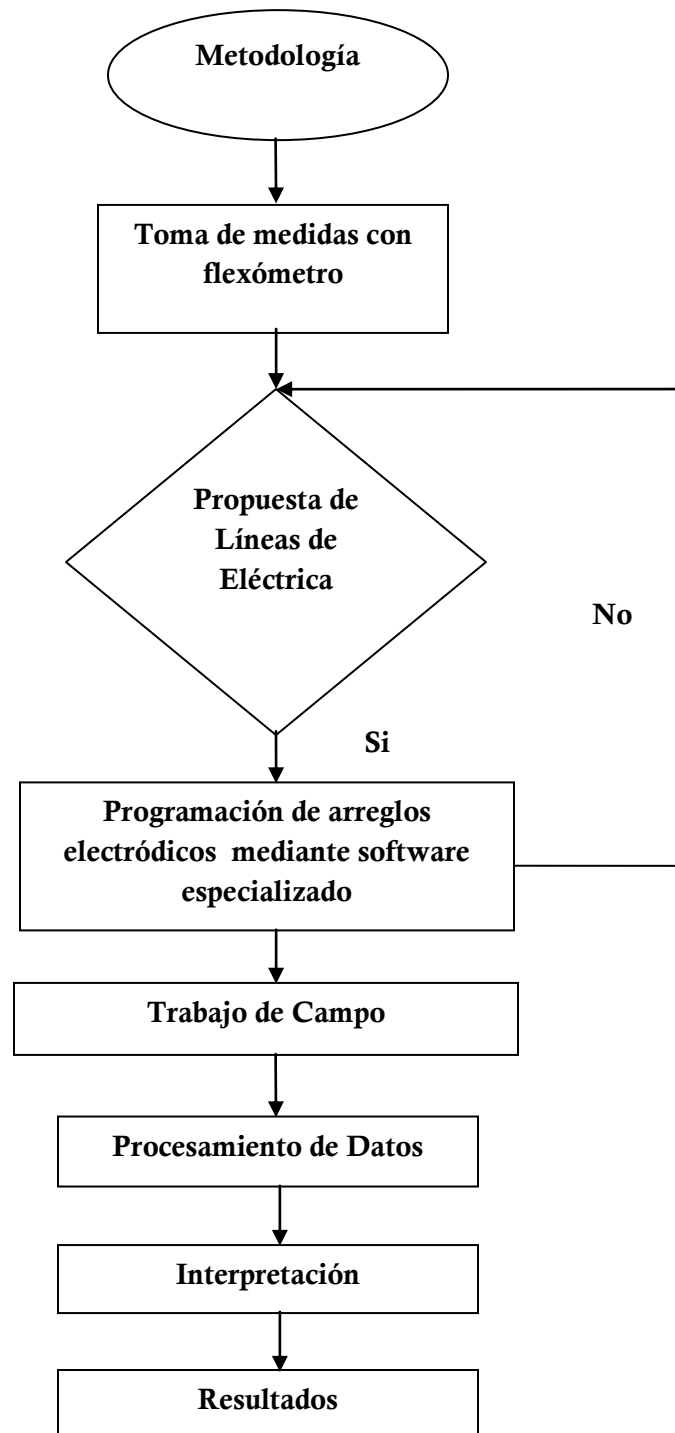 Metodología
Toma de medidas con
flexómetro
Propuesta de
Líneas de
Eléctrica
No
Si
Programación de arreglos
electródicos mediante software
especializado
Trabajo de Campo
Procesamiento de Datos
Interpretación
Resultados